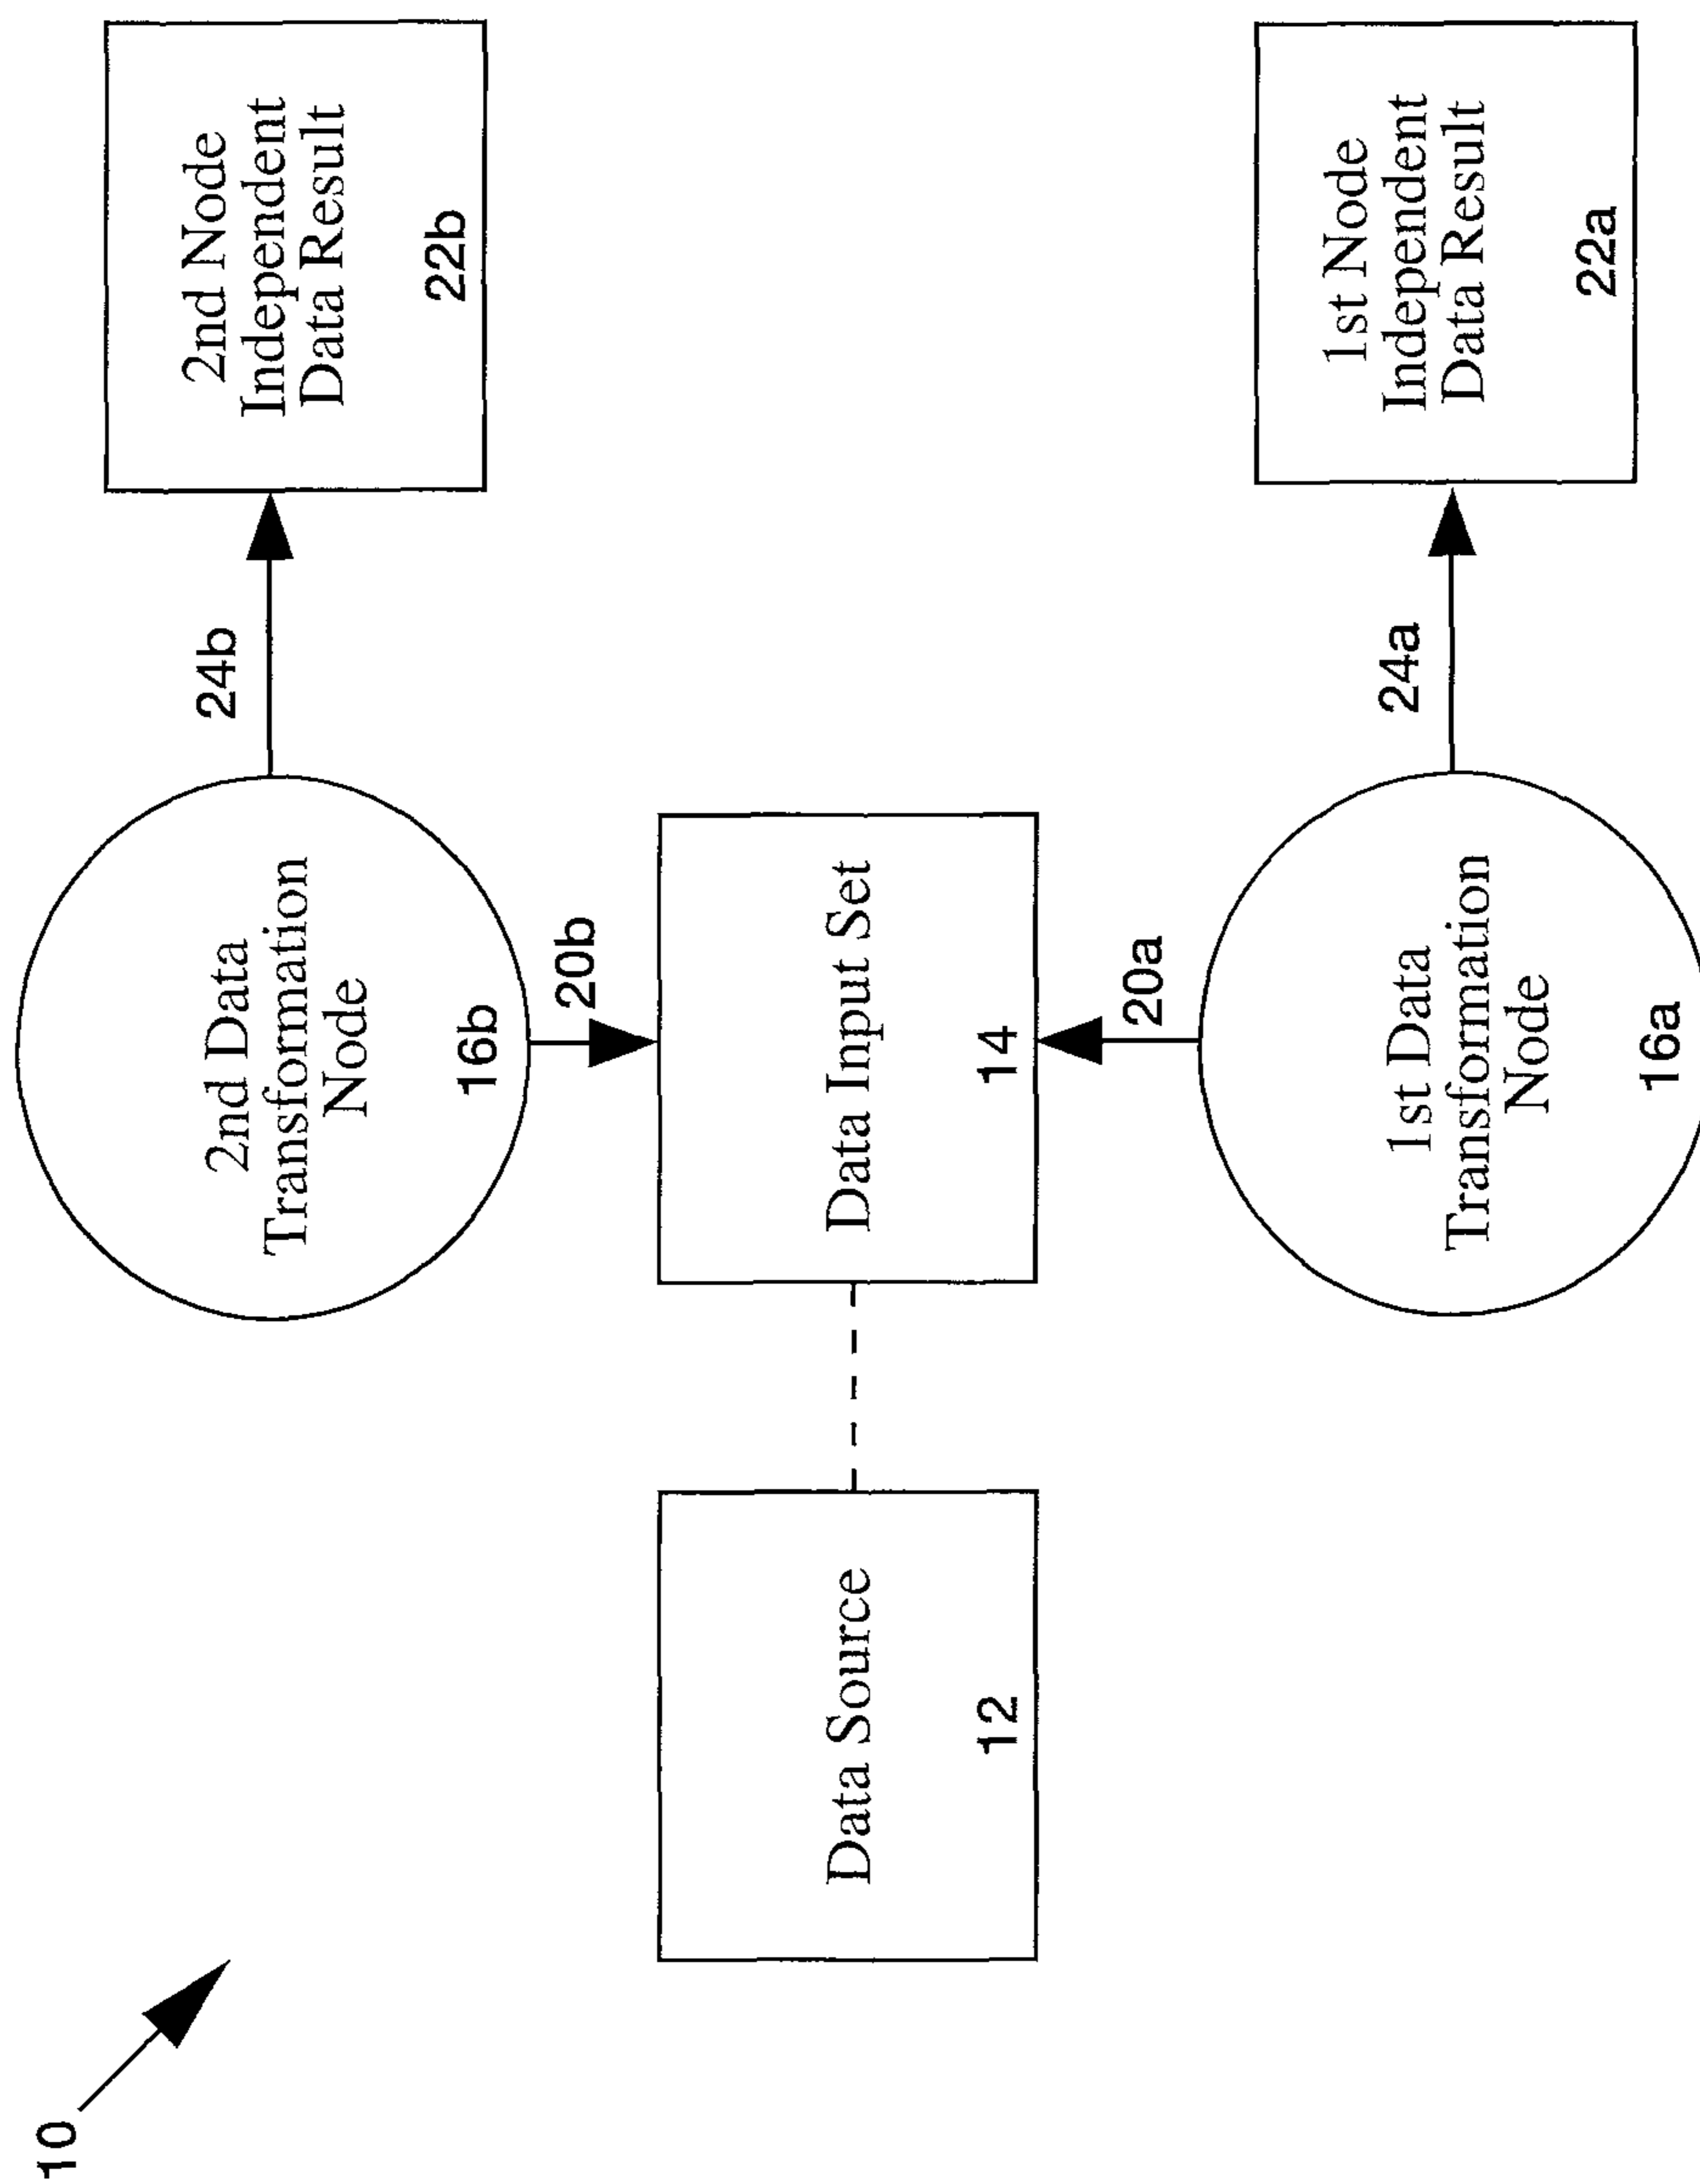 10
Data Source
12
2nd Data
Transformation
Node
16b
20b
Data Input Set
14
20a
1st Data
Transformation
Node
16a
24b
24a
2nd Node
Independent
Data Result
22b
1st Node
Independent
Data Result
22a